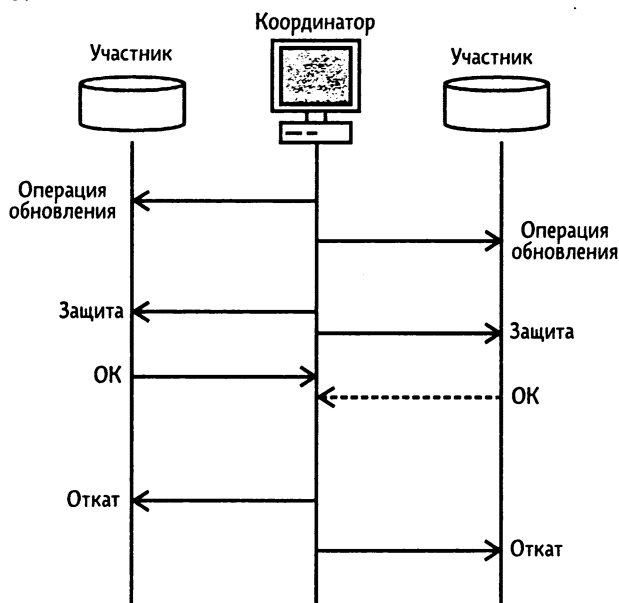 Координатор
Участник
Участник
Операция
обновления
Операция
обновления
Защита
Защита
ОК
ОК
Откат
Откат